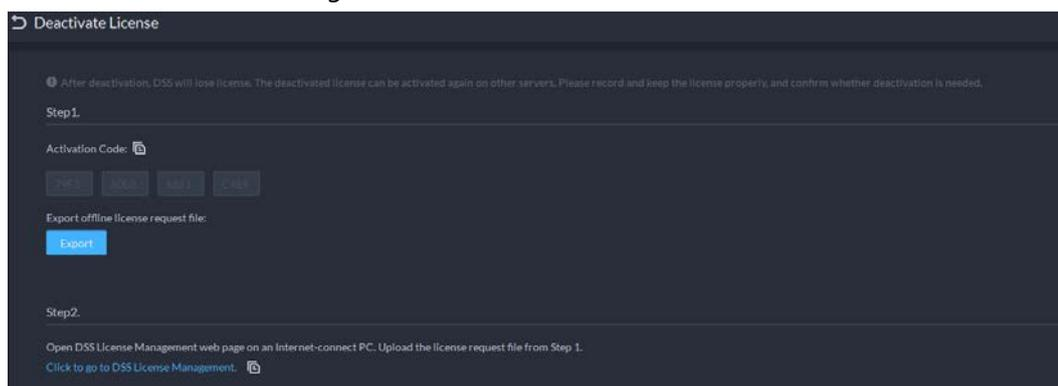 Deactivate License
After deactivation, DSS will lose license. The deactivated license can be activated again on other servers. Please record and keep the license properly, and confirm whether deactivation is needed.
Step1.
Activation Code:
Export offline license request file:
Export
Step2.
Open DSS License Management web page on an Internet-connect PC. Upload the license request file from Step 1.
Click to go to DSS License Management.